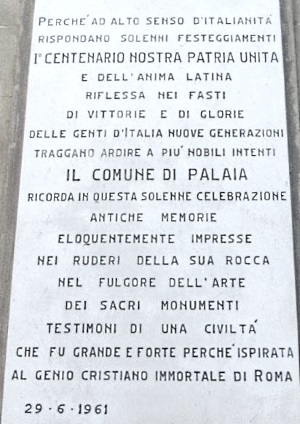 PERCHE' AD ALTO SENSO D'ITALIANITÀ
RISPONDANO SOLENNI FESTEGGIAMENTI
I° CENTENARIO NOSTRA PATRIA UNITA
E DELL'ANIMA LATINA
RIFLESSA NEI FASTI
DI VITTORIE E DI GLORIE
DELLE GENTI D'ITALIA NUOVE GENERAZIONI
TRAGGANO ARDIRE A PIU' NOBILI INTENTI
IL COMUNE DI PALAIA
RICORDA IN QUESTA SOLENNE CELEBRAZIONE
ANTICHE MEMORIE
ELOQUENTEMENTE IMPRESSE
NEI RUDERI DELLA SUA ROCCA
NEL FULGORE DELL'ARTE
DEI SACRI MONUMENTI
TESTIMONI DI UNA CIVILTA'
CHE FU GRANDE E FORTE PERCHE' ISPIRATA
AL GENIO CRISTIANO IMMORTALE DI ROMA
29·6·1961